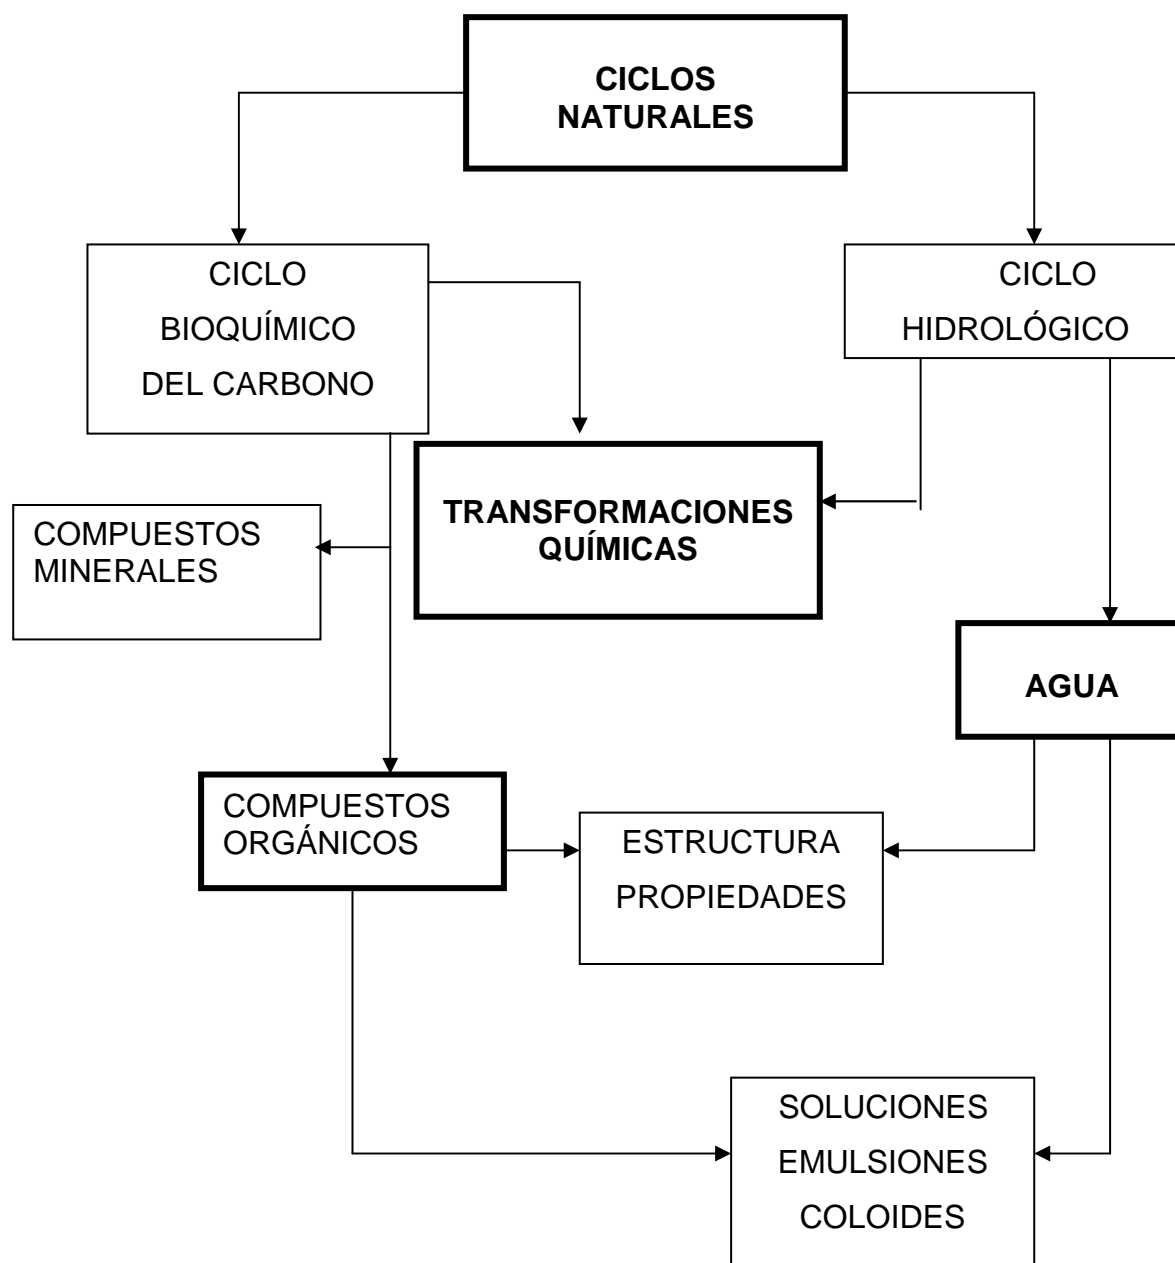 CICLOS
NATURALES
CICLO
BIOQUÍMICO
DEL CARBONO
CICLO
HIDROLÓGICO
TRANSFORMACIONES
QUÍMICAS
COMPUESTOS
MINERALES
AGUA
COMPUESTOS
ORGÁNICOS
ESTRUCTURA
PROPIEDADES
SOLUCIONES
EMULSIONES
COLOIDES